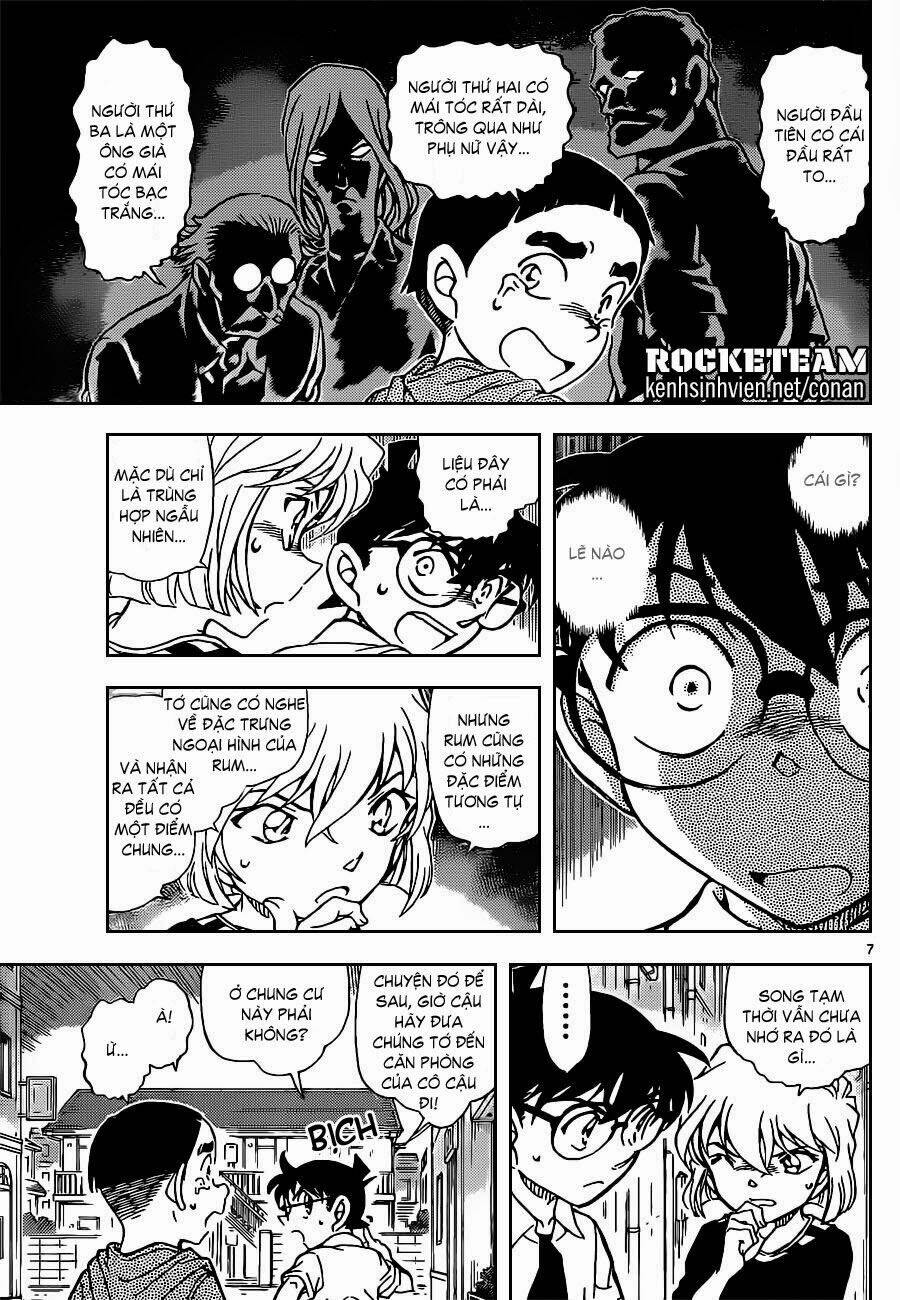 NGƯỜI ĐẦU
TIÊN CÓ CÁI
ĐẦU RẤT
TO...
NGƯỜI THỨ HAI CÓ
MÁI TÓC RẤT DÀI,
TRÔNG QUA NHƯ
PHỤ NỮ VẬY...
NGƯỜI THỨ
BA LÀ MỘT
ÔNG GIÀ
CÓ MÁI
TÓC BẠC
TRẮNG...
ROCKETEAM
kenhsinhvien.net/conan
CÁI GÌ?
LẼ NÀO
...
LIỆU ĐÂY
CÓ PHẢI
LÀ...
MẶC DÙ CHỈ
LÀ TRÙNG
HỢP NGẪU
NHIÊN...
NHƯNG
RUM CŨNG
CÓ NHỮNG
ĐẶC ĐIỂM
TƯƠNG TỰ
...
TỚ CŨNG CÓ NGHE
VỀ ĐẶC TRƯNG
NGOẠI HÌNH CỦA
RUM...
VÀ NHẬN
RA TẤT CẢ
ĐỀU CÓ
MỘT ĐIỂM
CHUNG...
7
SONG TẠM
THỜI VẪN CHƯA
NHỚ RA ĐÓ LÀ
GÌ...
......
CHUYỆN ĐÓ ĐỂ
SAU, GIỜ CẬU
HÃY ĐƯA
CHÚNG TỚ ĐẾN
CĂN PHÒNG
CỦA CÔ CẬU
ĐI!
Ở CHUNG CƯ
NÀY PHẢI
KHÔNG?
BỊCH
À!
Ừ...